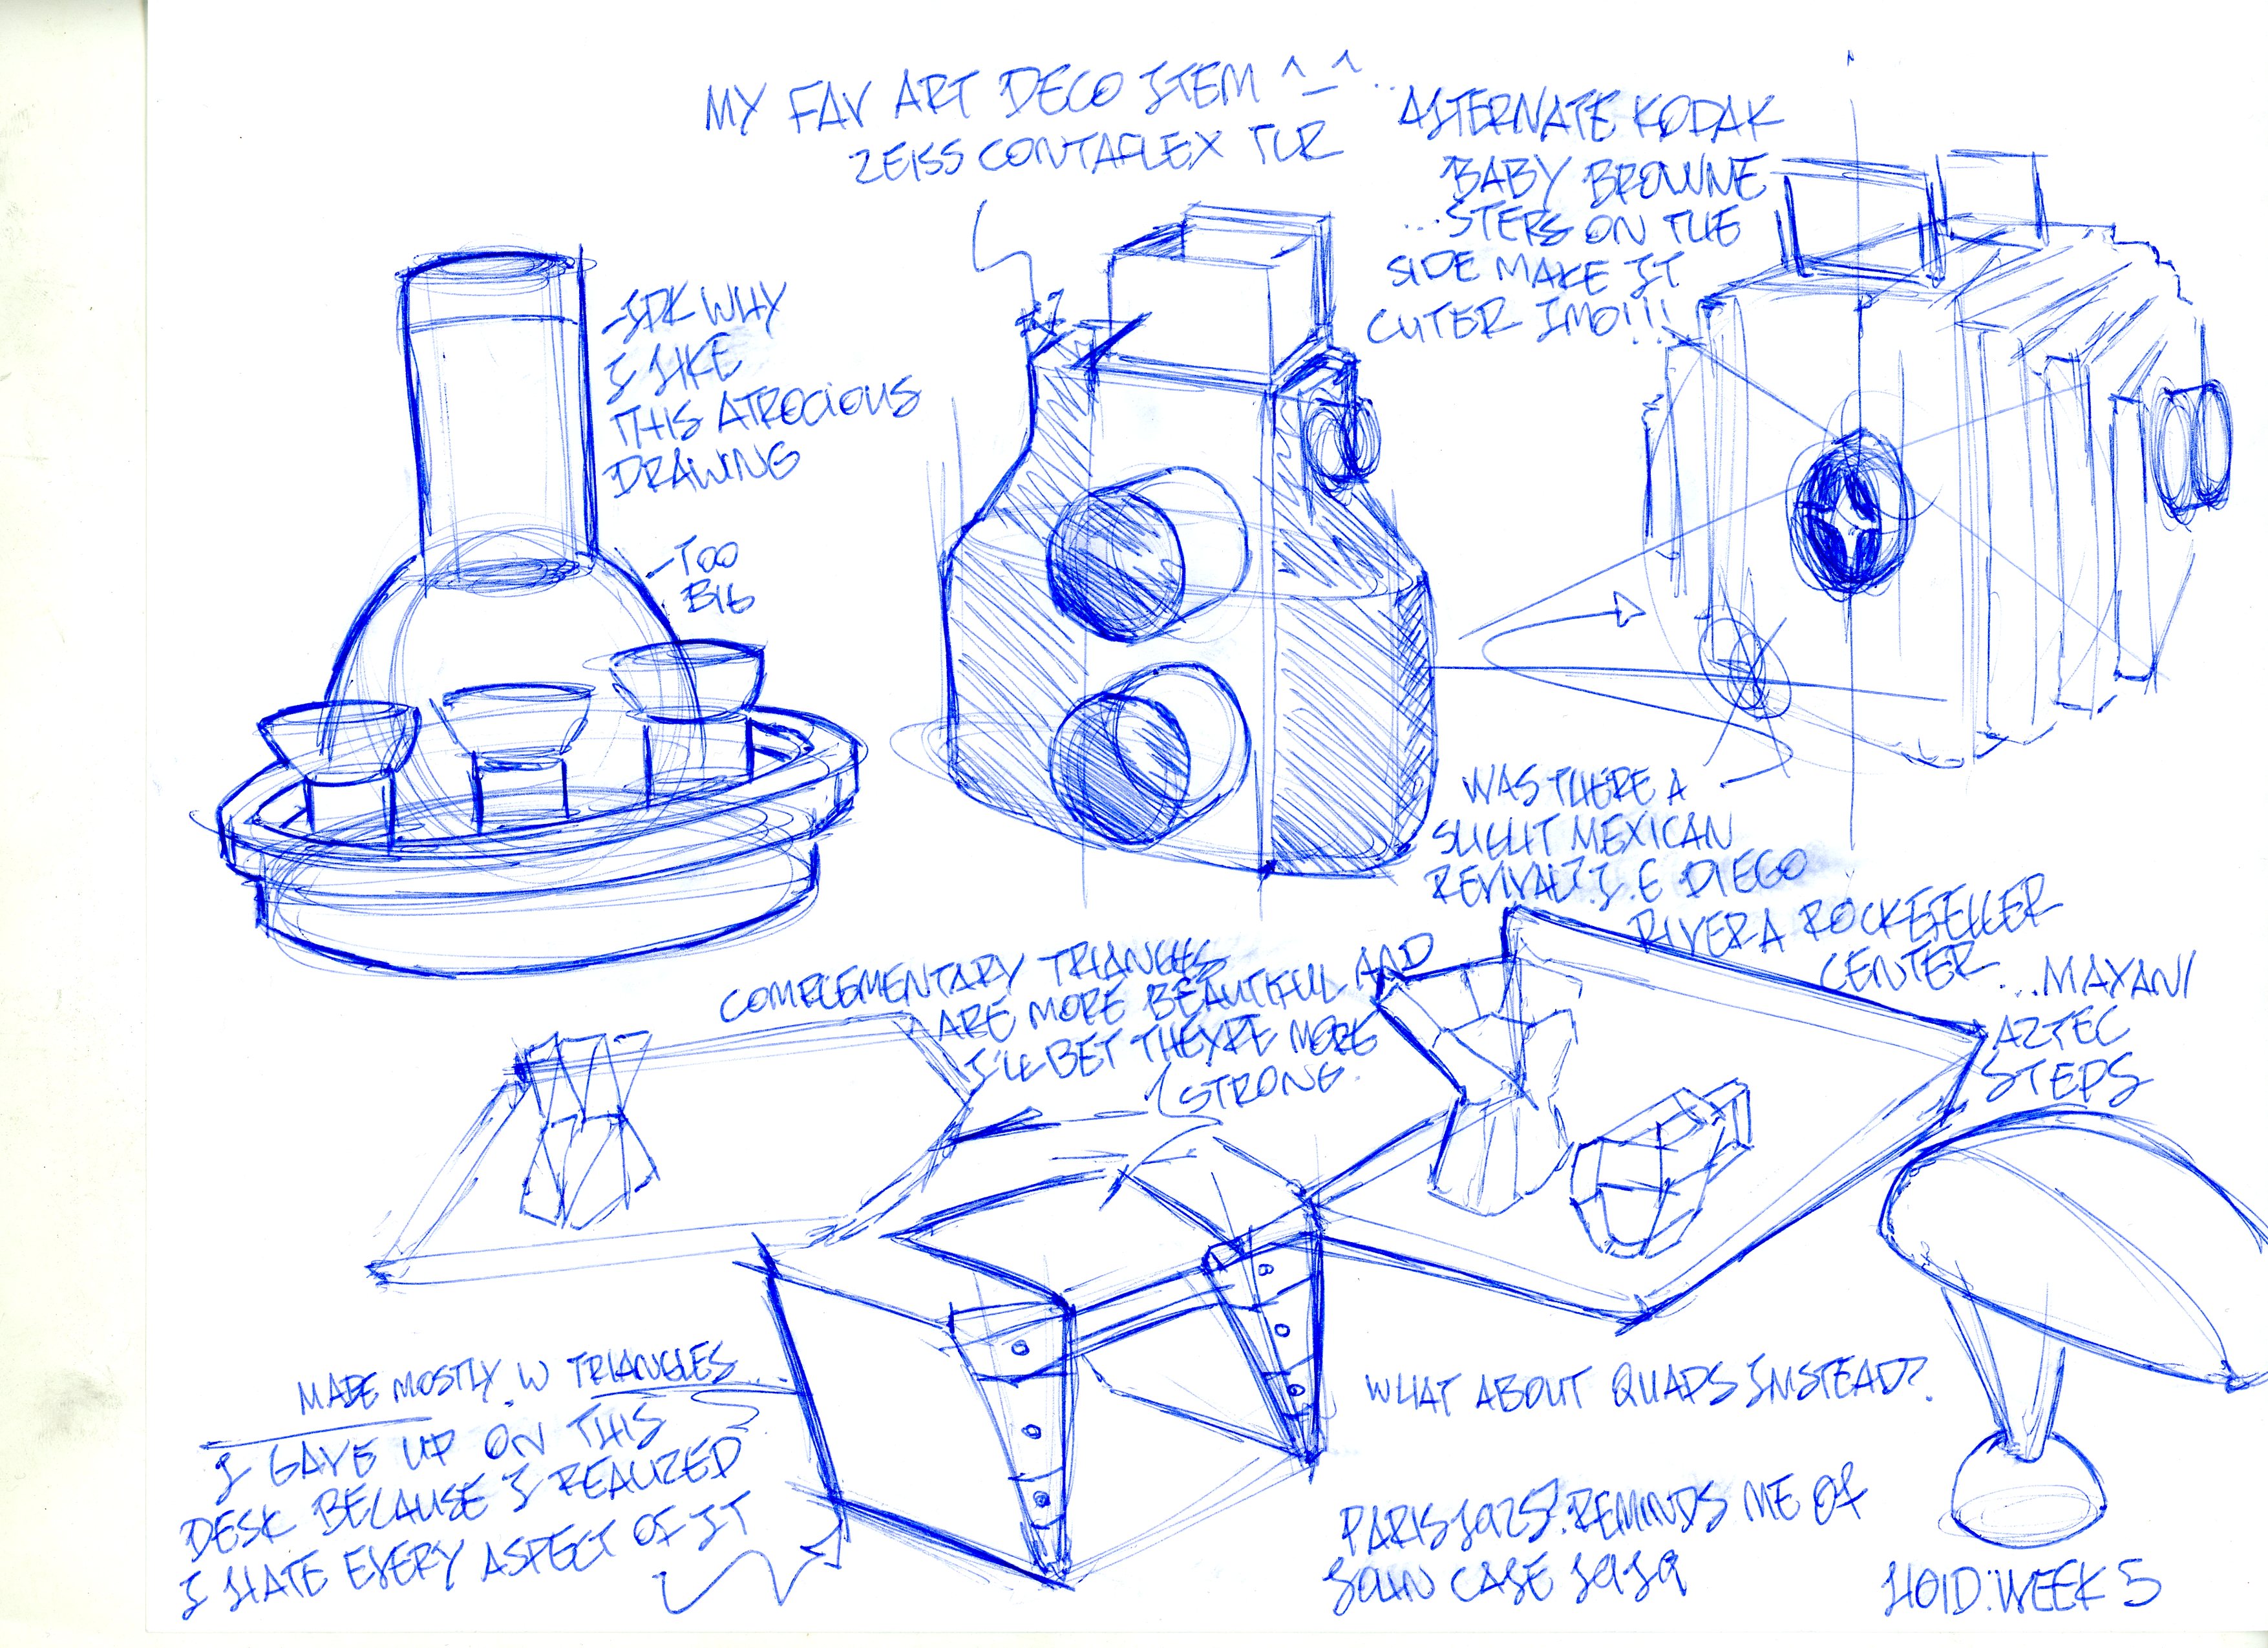 MY FAV ART DECO ITEM ^_^...
ZEISS CONTAFLEX TLR
ALTERNATE KODAK
BABY BROWNIE
...STEPS ON THE
SIDE MAKE IT
CUTER IMO!!!
-IDK WHY
I LIKE
THIS ATROCIOUS
DRAWING
-TOO
BIG
WAS THERE A
SLIGHT MEXICAN
REVIVAL? I.E DIEGO
RIVERA ROCKEFELLER
CENTER ...MAYAN/
AZTEC
STEPS
COMPLEMENTARY TRIANGLES
ARE MORE BEAUTIFUL AND
I'LL BET THEYRE MORE
STRONG.
MADE MOSTLY W TRIANGLES...
I GAVE UP ON THIS
DESK BECAUSE I REALIZED
I HATE EVERY ASPECT OF IT
WHAT ABOUT QUADS INSTEAD?
PARIS 1925? REMINDS ME OF
CASE 1919
HOID: WEEK 5